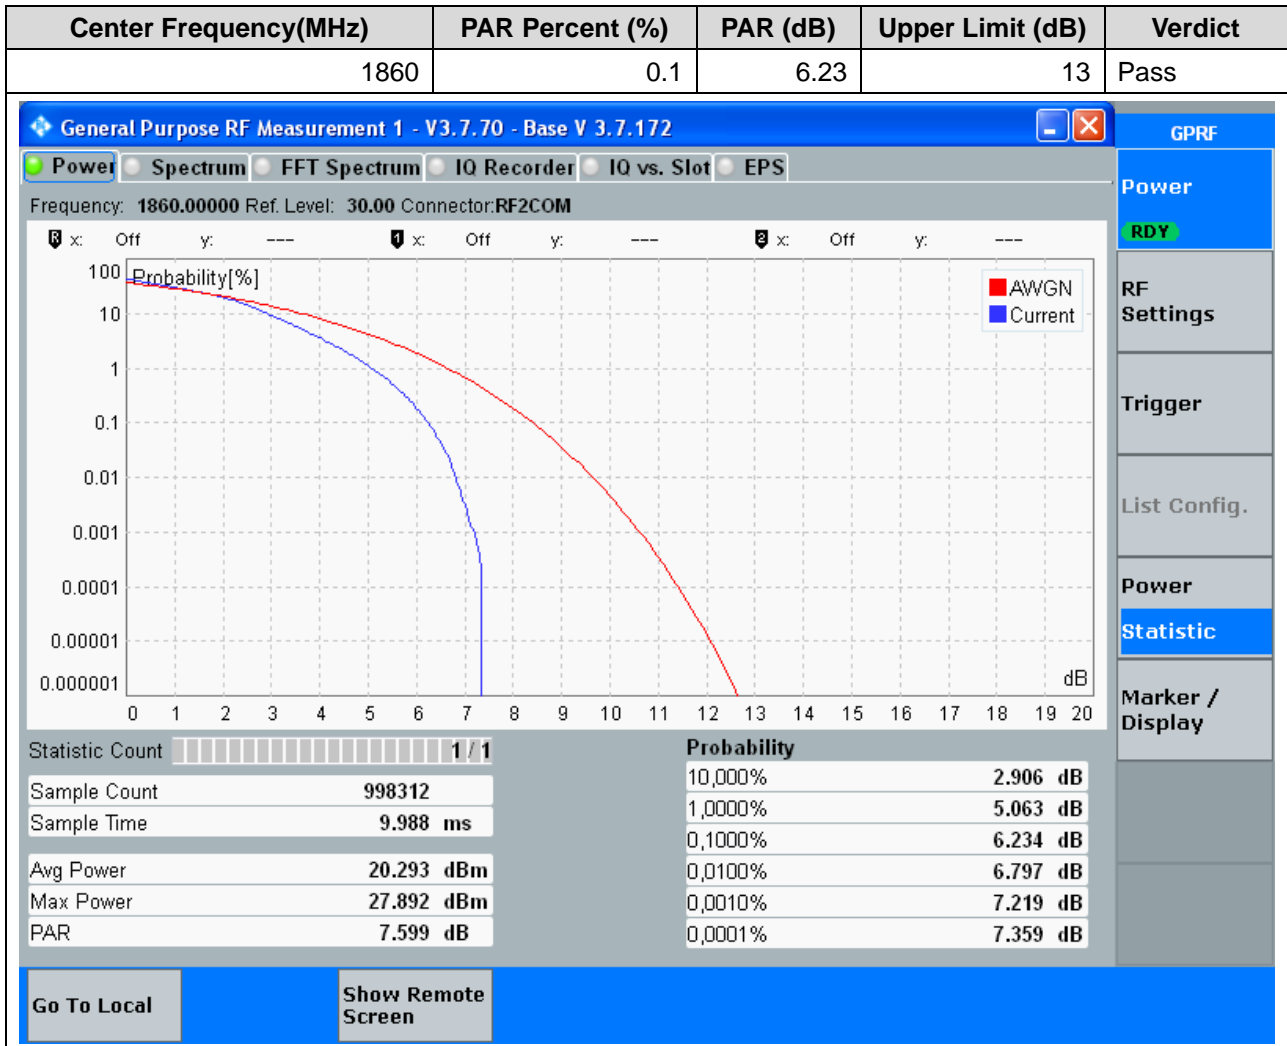 Center Frequency(MHz) PAR Percent (%) PAR (dB) Upper Limit (dB) Verdict
1860 0.1 6.23 13 Pass
General Purpose RF Measurement 1 - V3.7.70 - Base V 3.7.172
GPRF
Power Spectrum FFT Spectrum IQ Recorder IQ vs. Slot EPS
Frequency: 1860.00000 Ref. Level: 30.00 Connector:RF2COM
R x: Off y: --- 1 x: Off y: --- 2 x: Off y: ---
Probability[%]
AWGN
Current
100
10
1
0.1
0.01
0.001
0.0001
0.00001
0.000001
dB
0 1 2 3 4 5 6 7 8 9 10 11 12 13 14 15 16 17 18 19 20
Statistic Count 1 / 1
Sample Count 998312
Sample Time 9.988 ms
Avg Power 20.293 dBm
Max Power 27.892 dBm
PAR 7.599 dB
Probability
10,000% 2.906 dB
1,0000% 5.063 dB
0,1000% 6.234 dB
0,0100% 6.797 dB
0,0010% 7.219 dB
0,0001% 7.359 dB
Power
RDY
RF
Settings
Trigger
List Config.
Power
Statistic
Marker /
Display
Go To Local
Show Remote
Screen